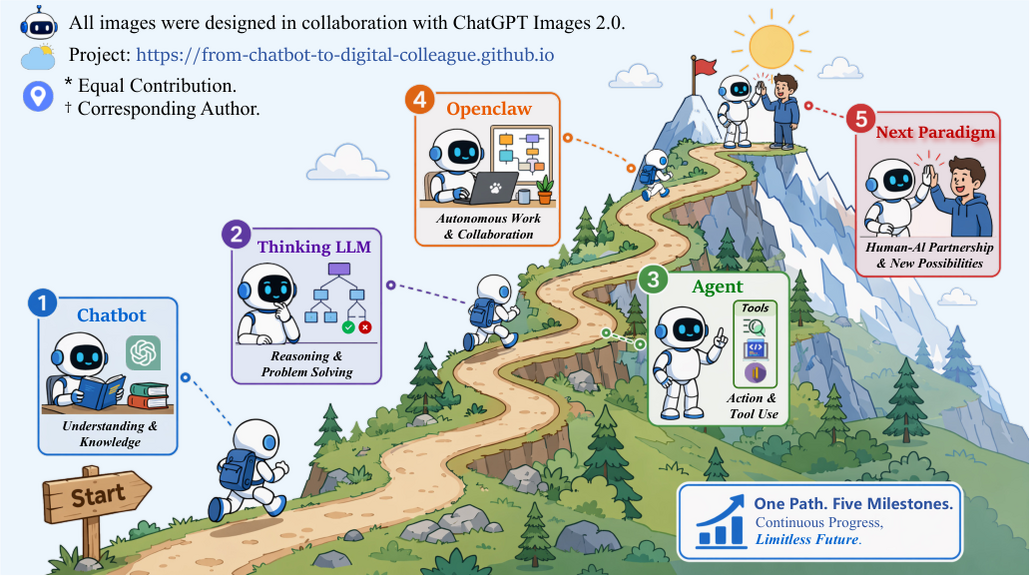 All images were designed in collaboration with ChatGPT Images 2.0.
Project: https://from-chatbot-to-digital-colleague.github.io
* Equal Contribution.
† Corresponding Author.
1
Chatbot
Understanding &
Knowledge
2
Thinking LLM
Reasoning &
Problem Solving
3
Agent
Tools
</>
Action &
Tool Use
4
Openclaw
Autonomous Work
& Collaboration
5
Next Paradigm
Human-AI Partnership
& New Possibilities
Start
One Path. Five Milestones.
Continuous Progress,
Limitless Future.